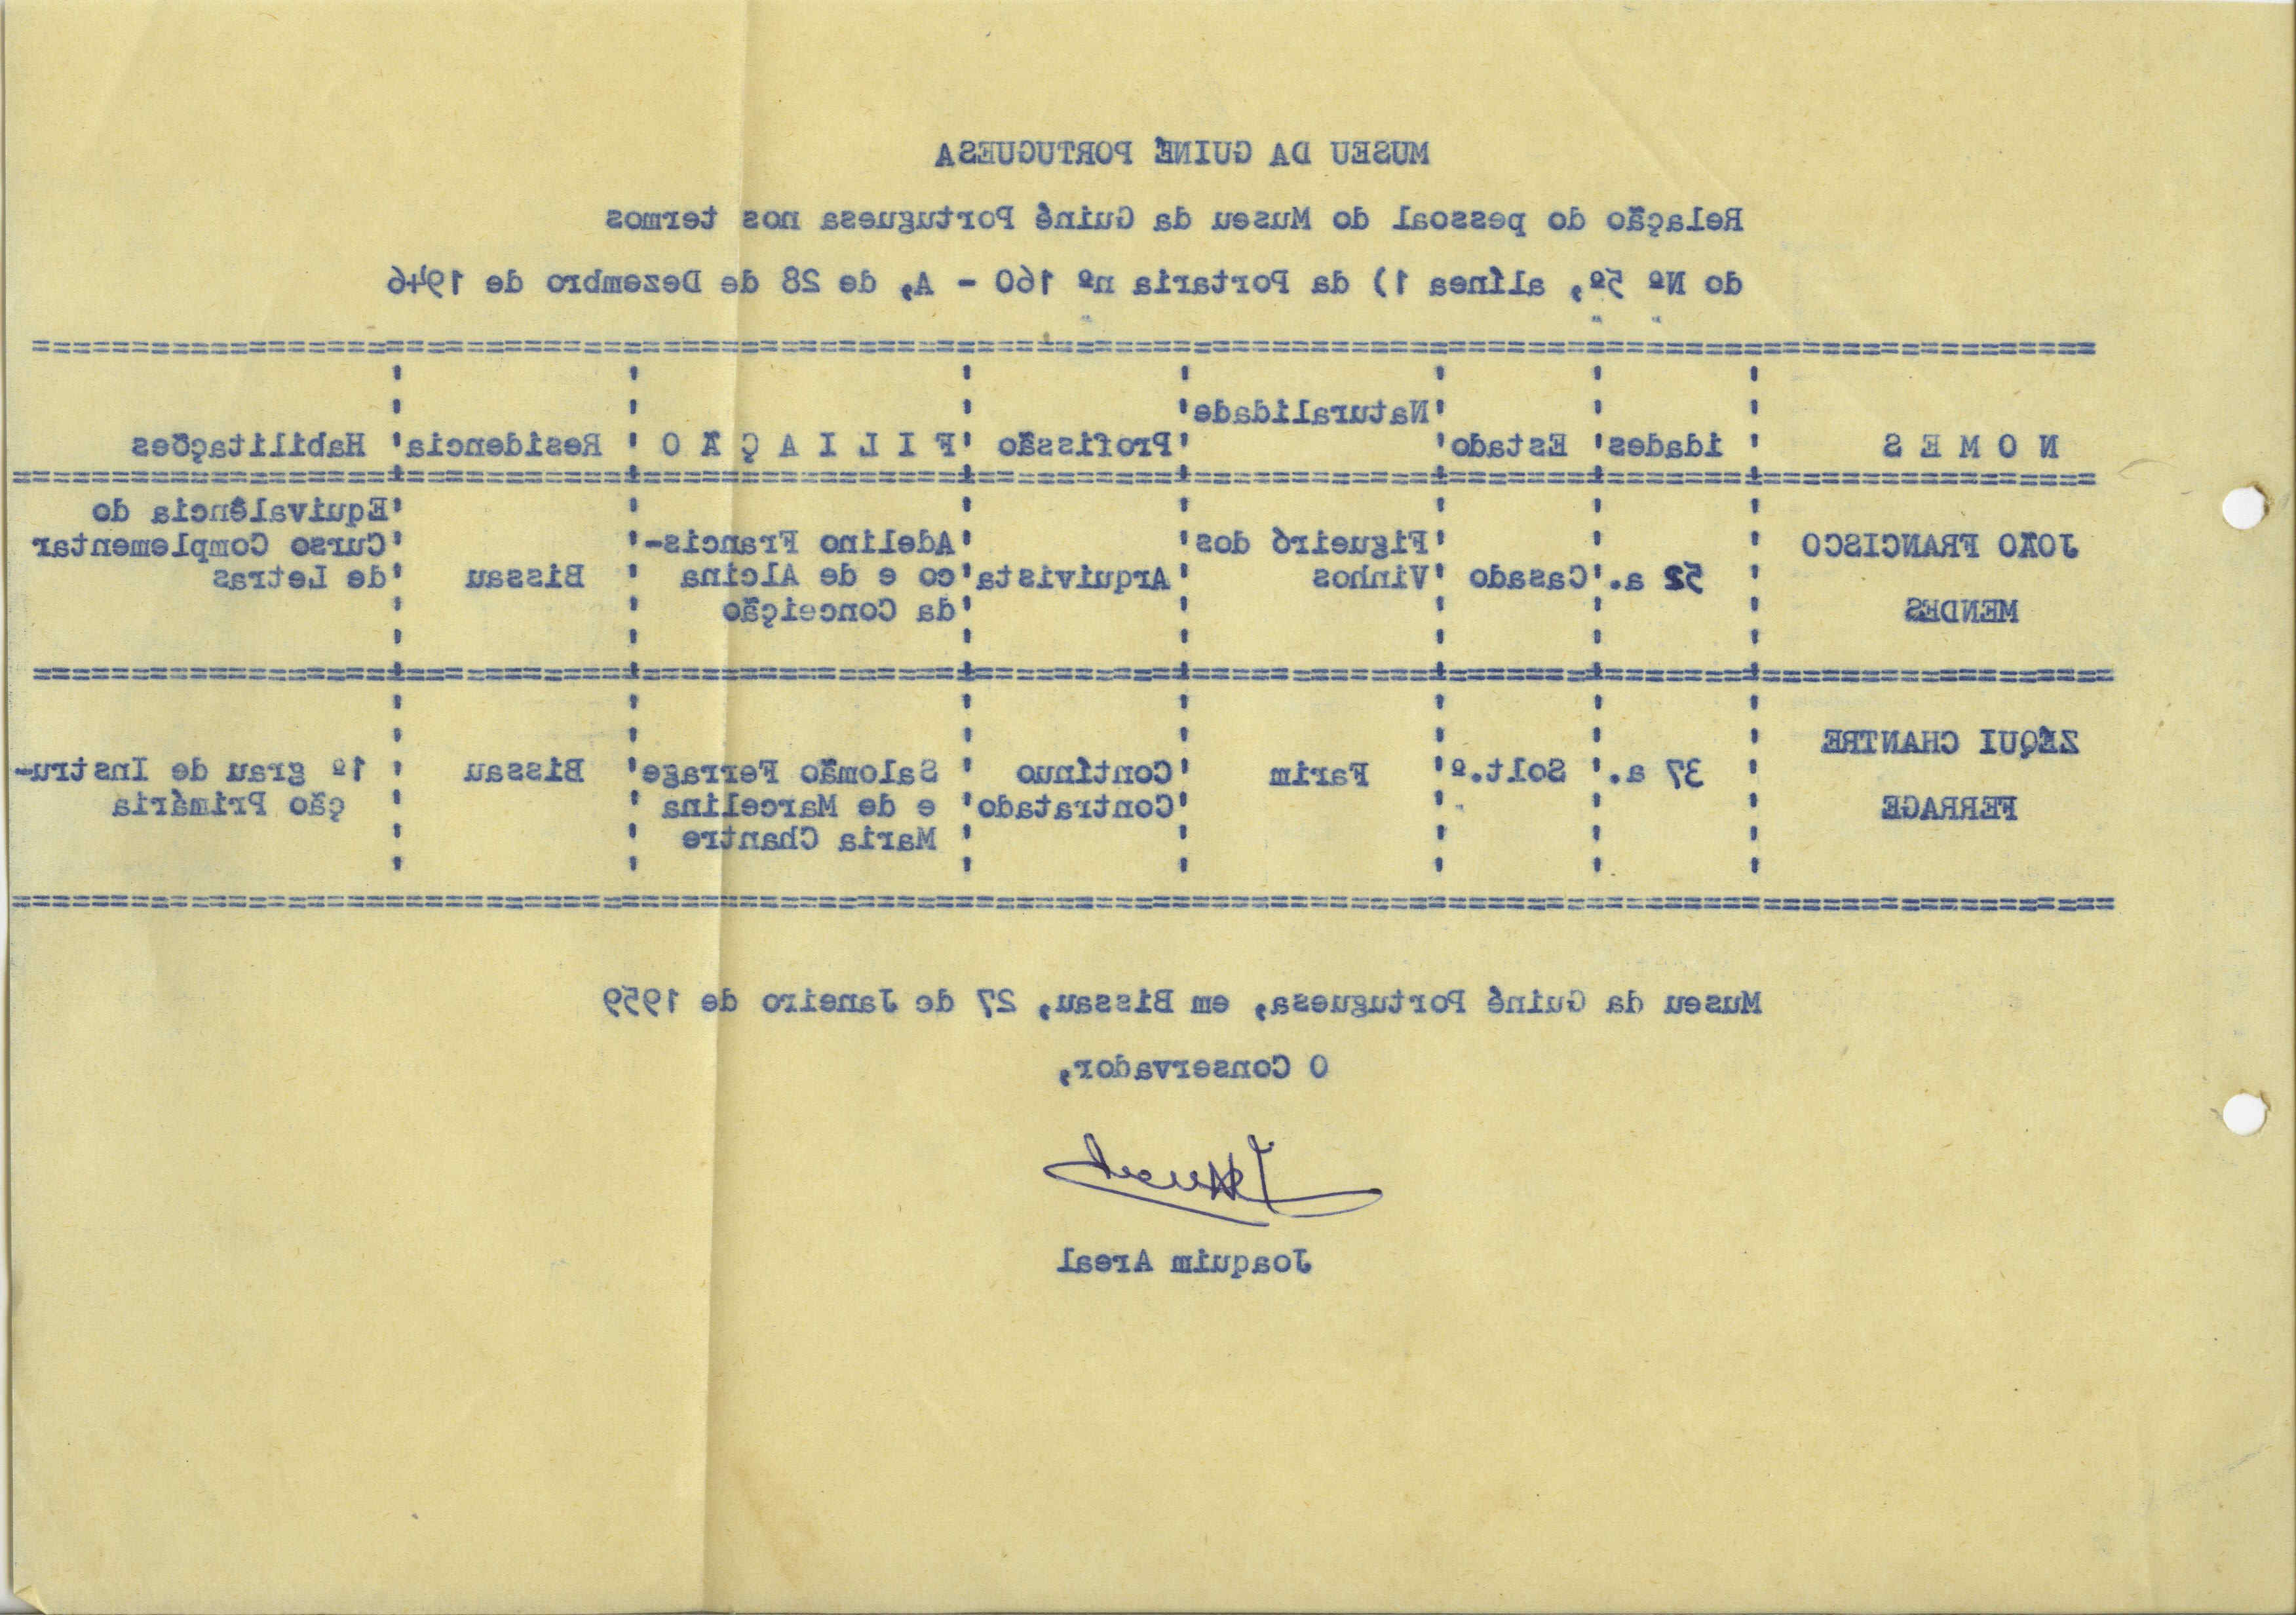 MUSEU DA GUINÉ PORTUGUESA
Relação do pessoal do Museu da Guiné Portuguesa nos termos
do Nº 5º, alínea 1) da Portaria nº 160 - A, de 28 de Dezembro de 1946
N O M E S idades Estado Naturalidade Profissão F I L I A Ç Ã O Residencia Habilitações
JOÃO FRANCISCO MENDES 52 a. Casado Figueiró dos Vinhos Arquivista Adelino Francis-co e de Alcina da Conceição Bissau Equivalência do Curso Complementar de Letras
ZÉQUI CHANTRE FERRAGE 37 a. Solt.º Farim Contínuo Contratado Salomão Ferrage e de Marcelina Maria Chantre Bissau 1º grau de Instru-ção Primária
Museu da Guiné Portuguesa, em Bissau, 27 de Janeiro de 1959
O Conservador,
Joaquim Areal